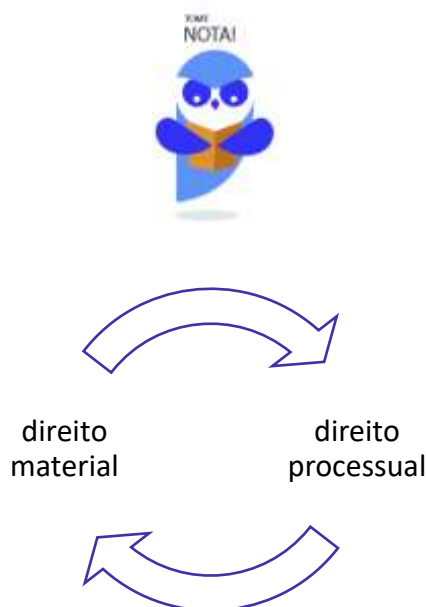 TOME
NOTA!
direito
material
direito
processual